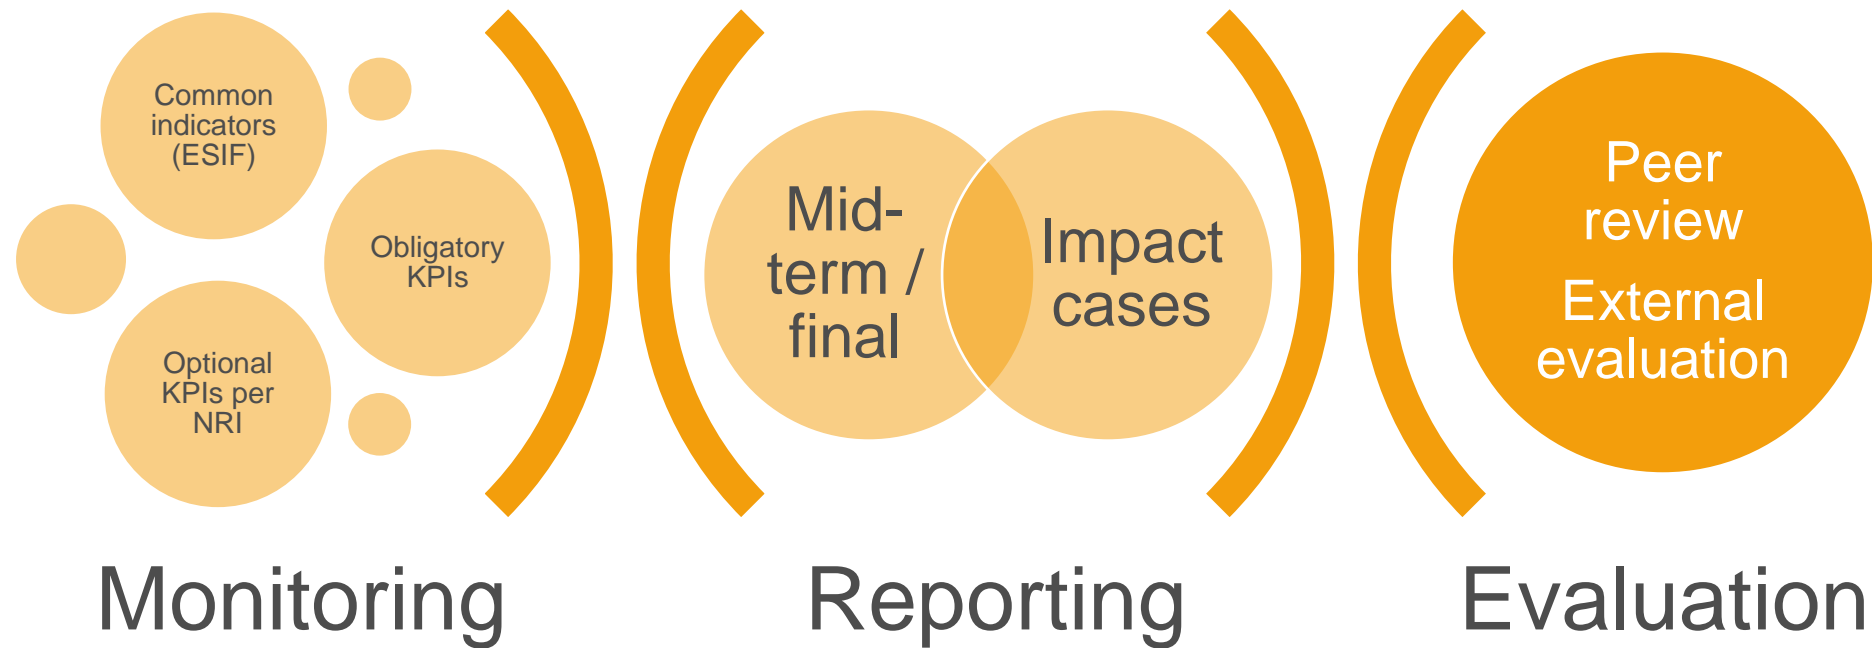 Common
indicators
(ESIF)
Obligatory
KPIs
Optional
KPIs per
NRI
Monitoring
Mid-
term /
final
Impact
cases
Reporting
Peer
review
External
evaluation
Evaluation